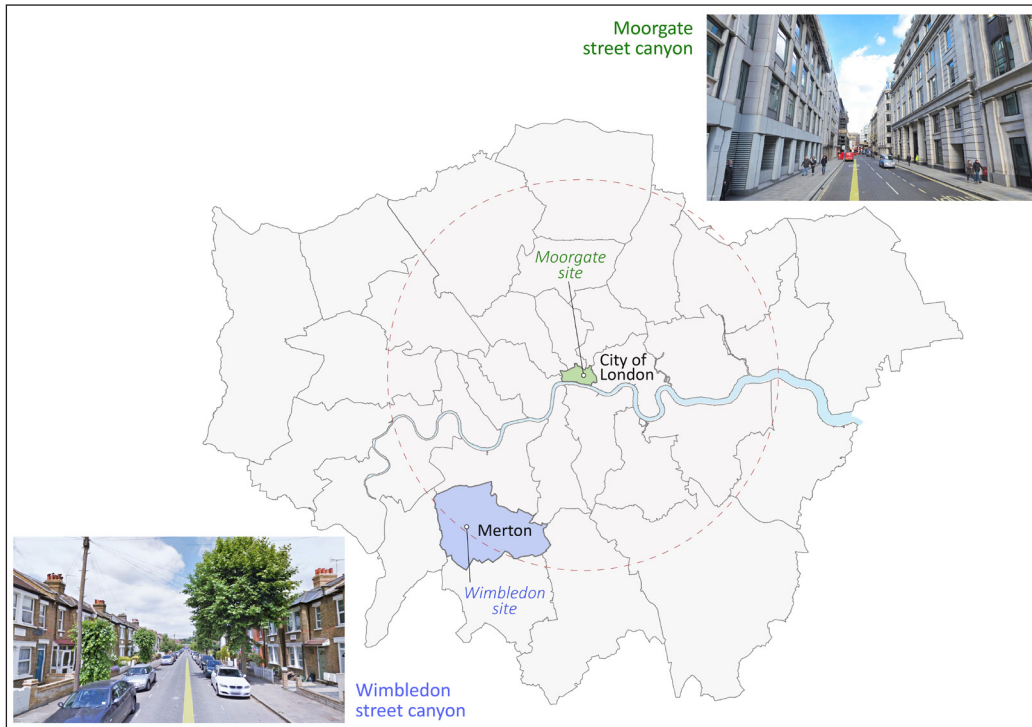 Moorgate
street canyon
Moorgate
site
City of
London
Merton
Wimbledon
site
Wimbledon
street canyon